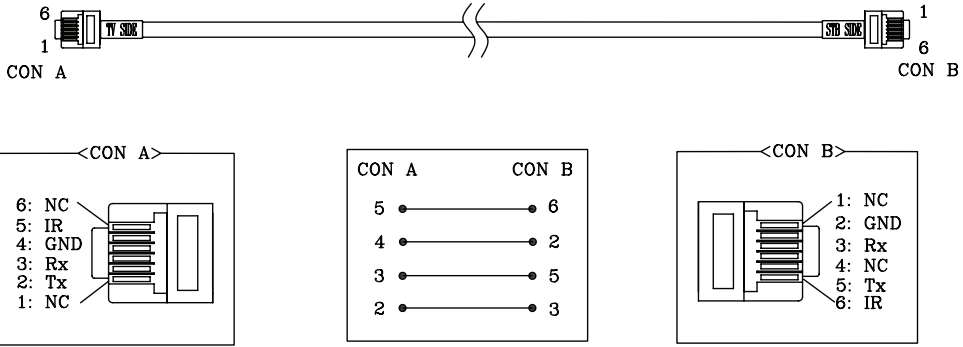 6
1
TV SIDE
STB SIDE
1
6
CON A
CON B
<CON A>
6: NC
5: IR
4: GND
3: Rx
2: Tx
1: NC
CON A CON B
5 6
4 2
3 5
2 3
<CON B>
1: NC
2: GND
3: Rx
4: NC
5: Tx
6: IR